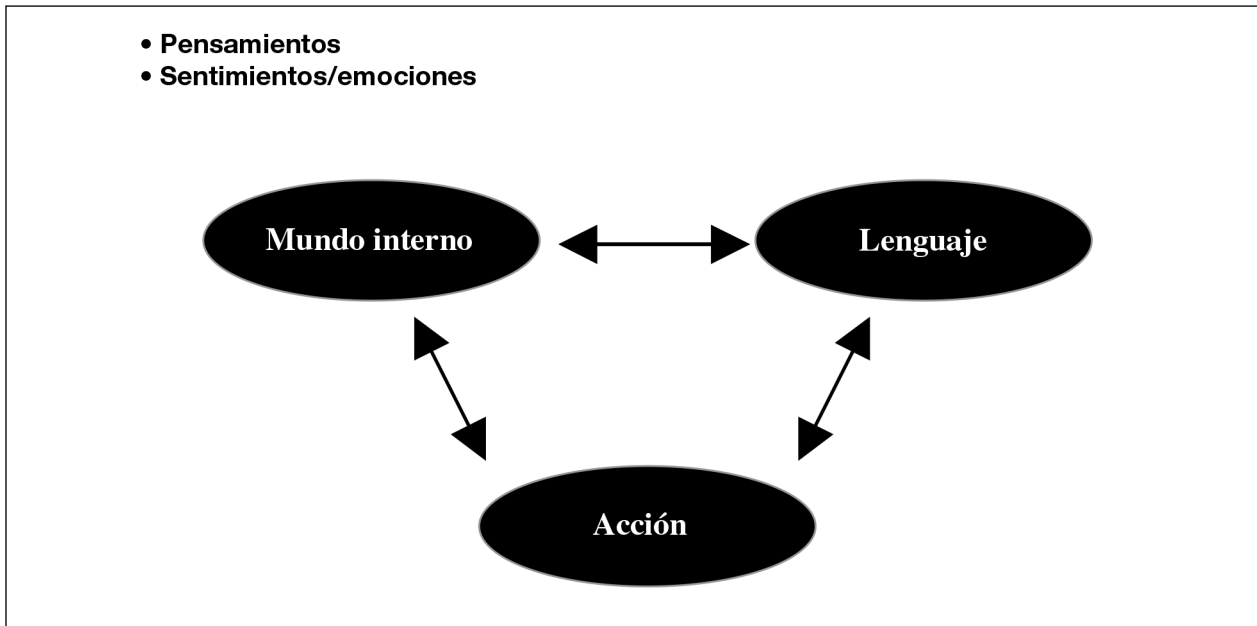 • Pensamientos
• Sentimientos/emociones
Mundo interno
Lenguaje
Acción